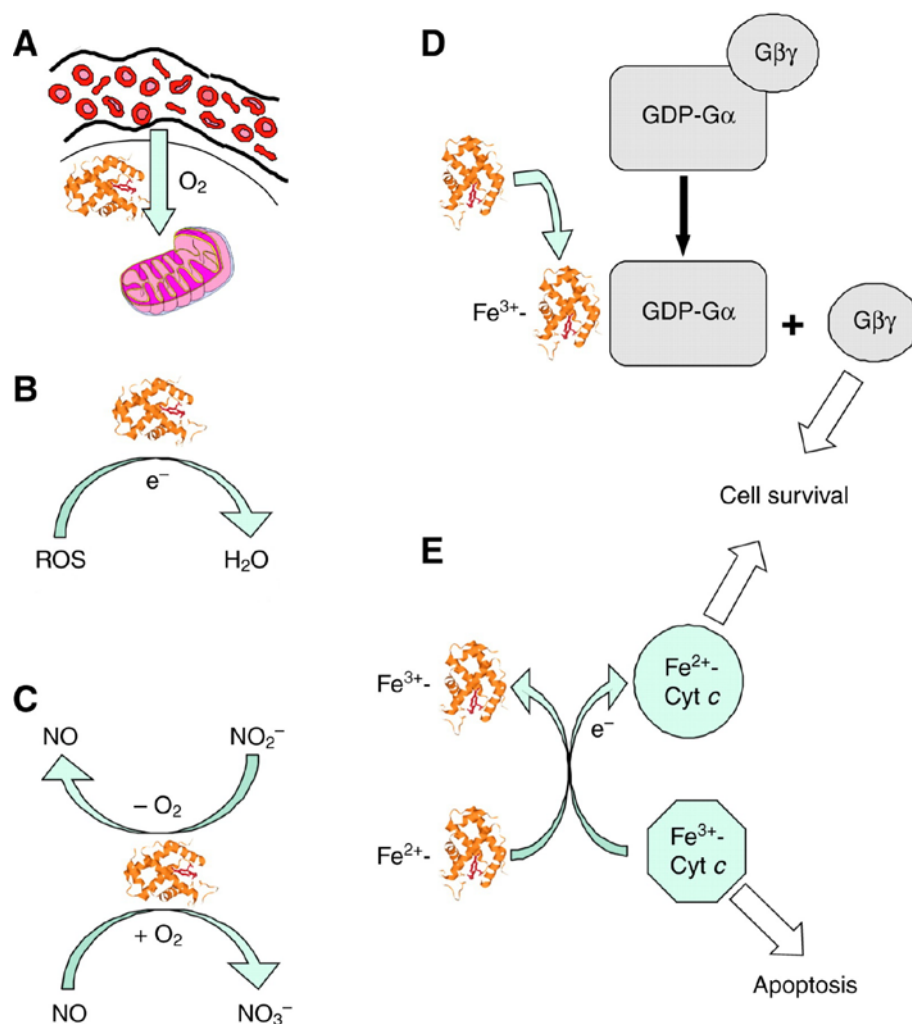 A
O₂
B
e⁻
ROS
H₂O
C
NO
NO₂⁻
– O₂
+ O₂
NO
NO₃⁻
D
Gβγ
GDP-Gα
Fe³⁺-
GDP-Gα
+
Gβγ
Cell survival
E
Fe³⁺-
e⁻
Fe²⁺-
Cyt c
Fe²⁺-
Fe³⁺-
Cyt c
Apoptosis